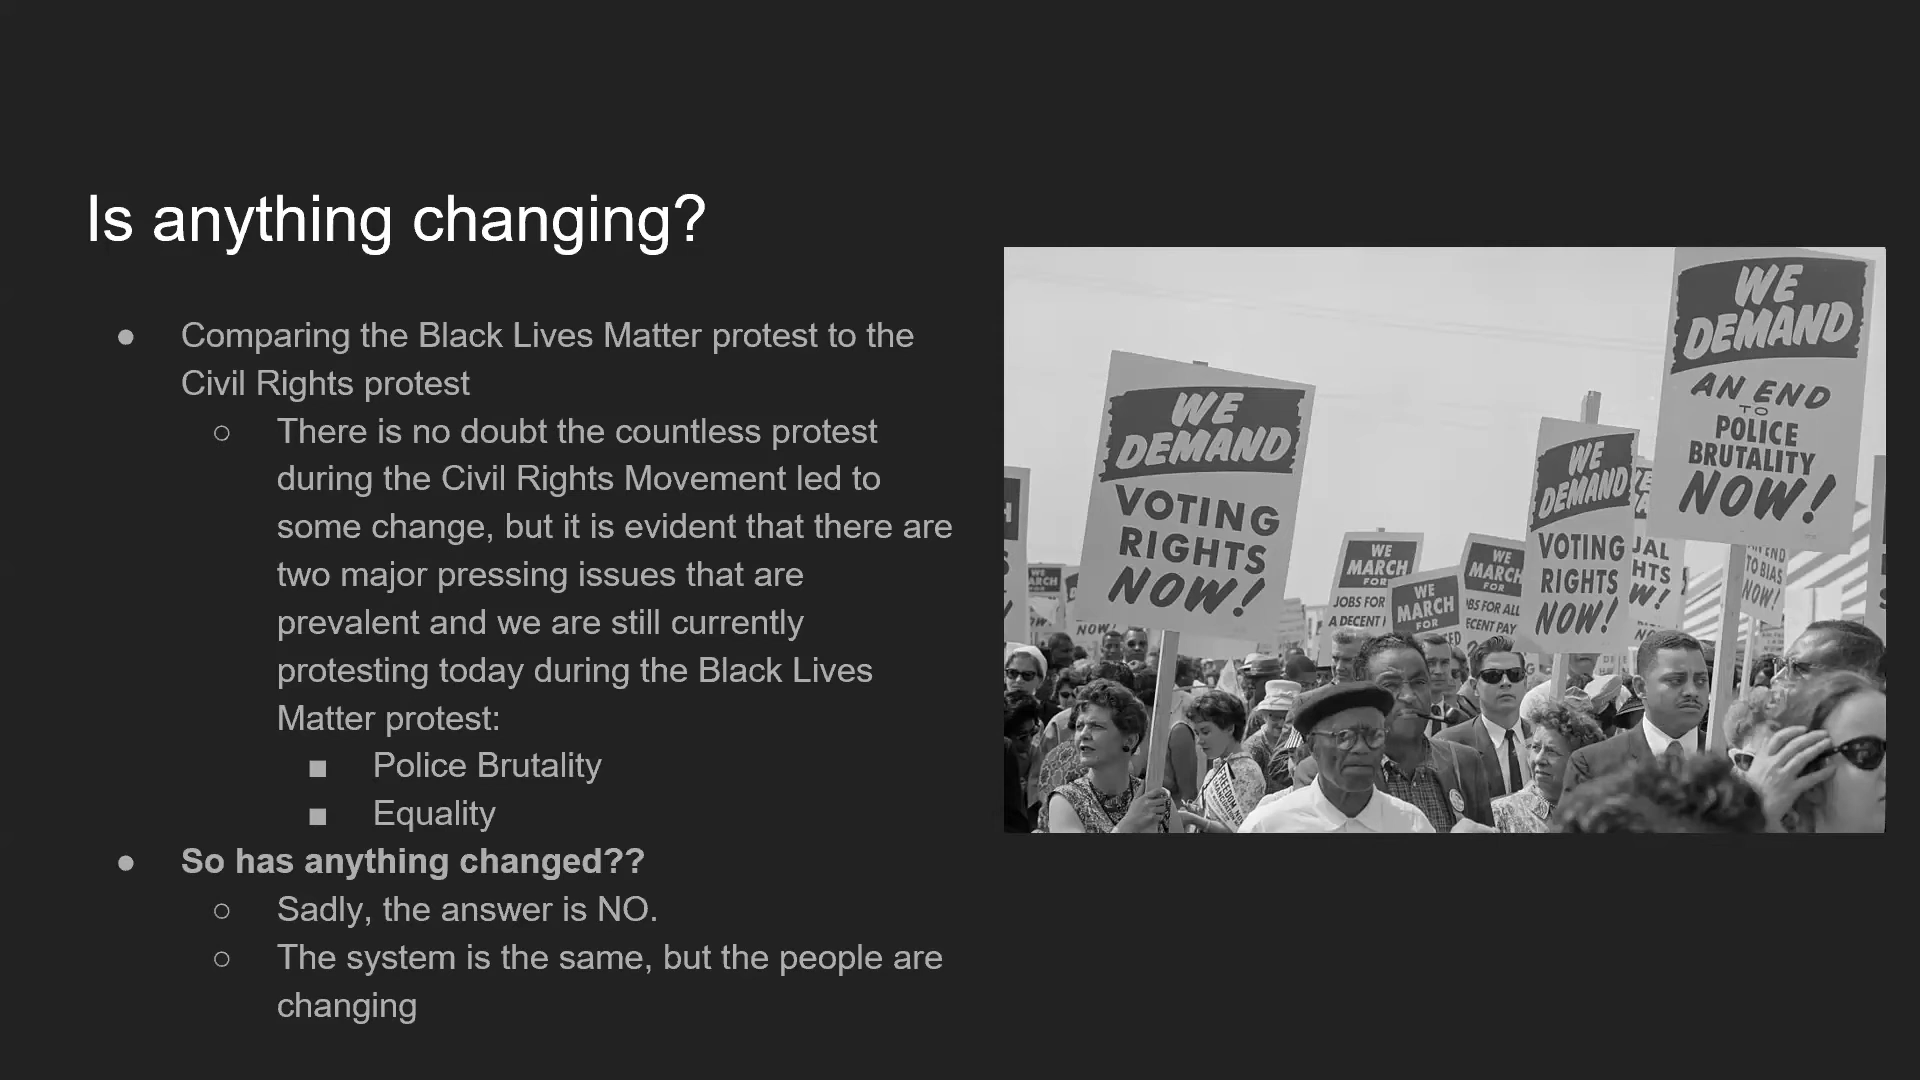 Is anything changing?
● Comparing the Black Lives Matter protest to the
Civil Rights protest
○ There is no doubt the countless protest
during the Civil Rights Movement led to
some change, but it is evident that there are
two major pressing issues that are
prevalent and we are still currently
protesting today during the Black Lives
Matter protest:
■ Police Brutality
■ Equality
● So has anything changed??
○ Sadly, the answer is NO.
○ The system is the same, but the people are
changing
WE
DEMAND
VOTING
RIGHTS
NOW!
WE
MARCH
FOR
JOBS FOR
A DECENT
WE
MARCH
FOR
WE
MARCH
FOR
FOR ALL
PAY
WE
DEMAND
VOTING
RIGHTS
NOW!
WE
DEMAND
AN END
TO
POLICE
BRUTALITY
NOW!
TO BIAS
NOW!
NOW!